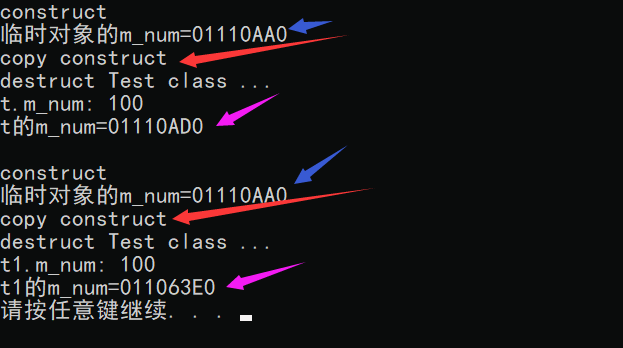 construct
临时对象的m_num=01110AA0
copy construct
destruct Test class ...
t.m_num: 100
t的m_num=01110AD0
construct
临时对象的m_num=01110AA0
copy construct
destruct Test class ...
t1.m_num: 100
t1的m_num=011063E0
请按任意键继续. . .